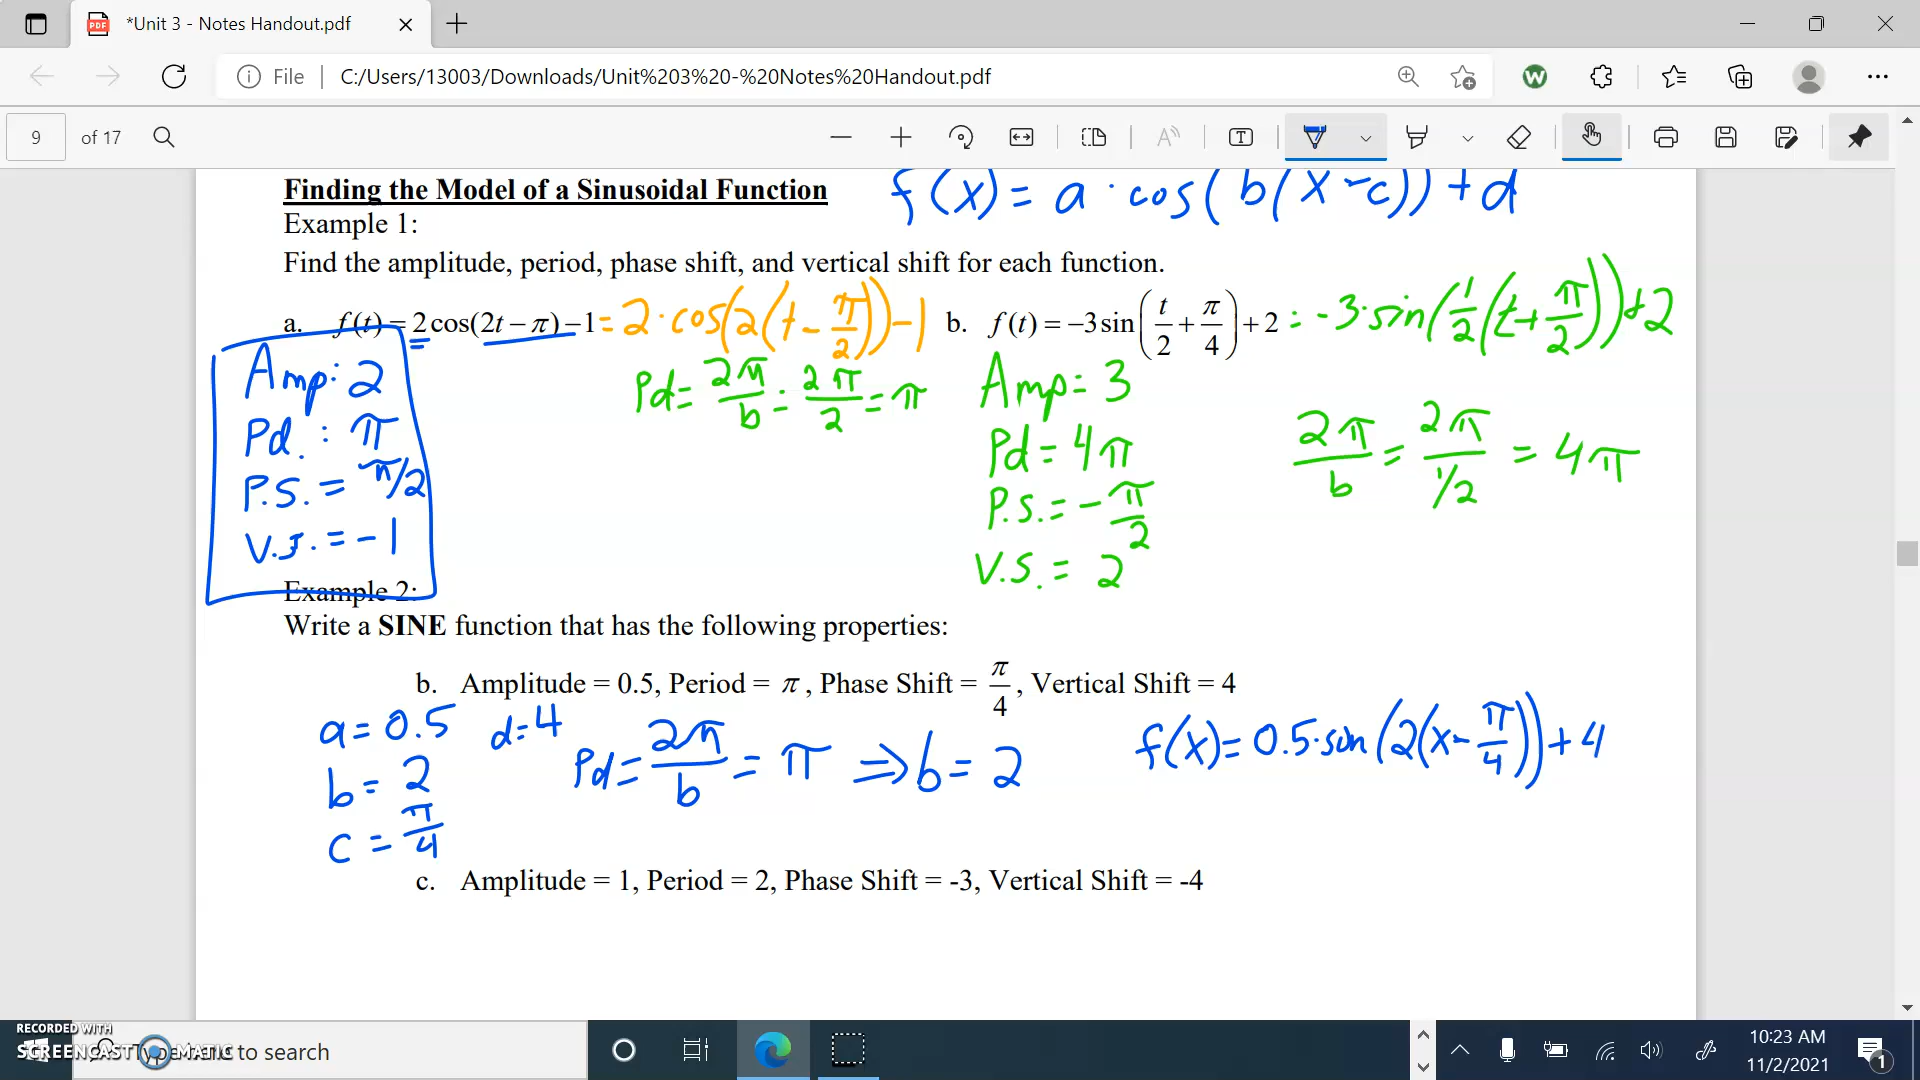 *Unit 3 - Notes Handout.pdf
File | C:/Users/13003/Downloads/Unit%203%20-%20Notes%20Handout.pdf
9 of 17
Finding the Model of a Sinusoidal Function f(x) = a · cos(b(x-c)) + d
Example 1:
Find the amplitude, period, phase shift, and vertical shift for each function.
a. f(t) = 2cos(2t − π) − 1 = 2·cos(2(t − π/2)) − 1
b. f(t) = −3sin(t/2 + π/4) + 2 = -3·sin(1/2(t + π/2)) + 2
Amp: 2
Pd. : π
P.S. = π/2
V.S. = -1
Pd = 2π/b = 2π/2 = π
Amp = 3
Pd = 4π
P.S. = -π/2
V.S. = 2
2π/b = 2π/1/2 = 4π
Example 2:
Write a SINE function that has the following properties:
b. Amplitude = 0.5, Period = π, Phase Shift = π/4, Vertical Shift = 4
a = 0.5 d = 4
b = 2
c = π/4
Pd = 2π/b = π ⇒ b = 2
f(x) = 0.5·sin(2(x − π/4)) + 4
c. Amplitude = 1, Period = 2, Phase Shift = -3, Vertical Shift = -4
RECORDED WITH
SCREENCAST MATIC
Type here to search
10:23 AM
11/2/2021
1